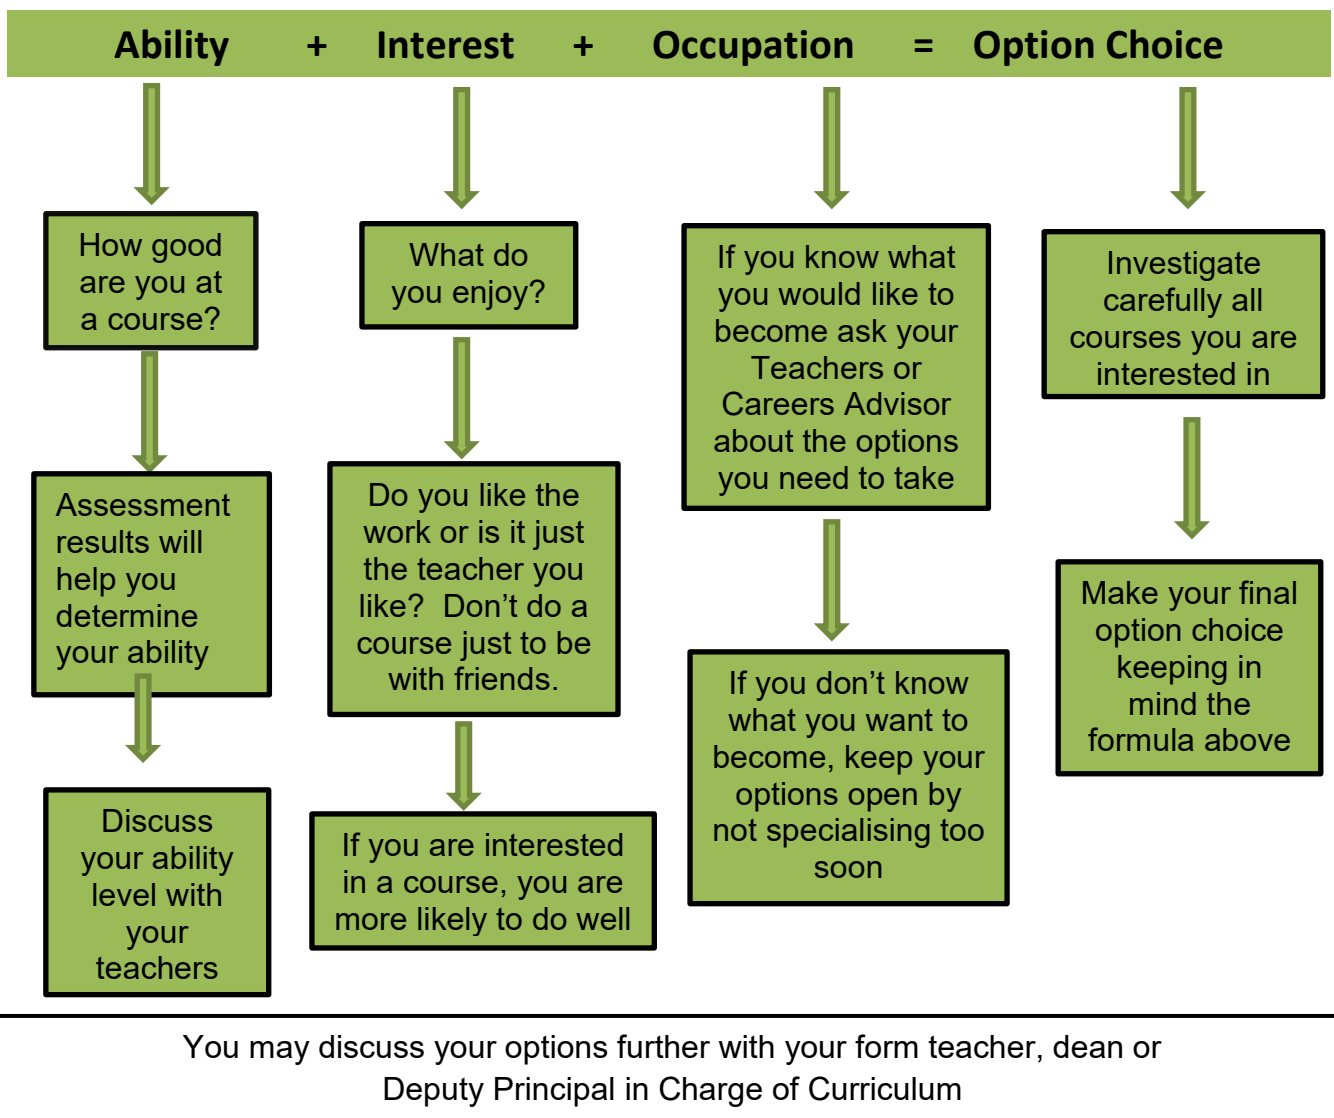 Ability + Interest + Occupation = Option Choice
How good
are you at
a course?
Assessment
results will
help you
determine
your ability
Discuss
your ability
level with
your
teachers
What do
you enjoy?
Do you like the
work or is it just
the teacher you
like?  Don’t do a
course just to be
with friends.
If you are interested
in a course, you are
more likely to do well
If you know what
you would like to
become ask your
Teachers or
Careers Advisor
about the options
you need to take
If you don’t know
what you want to
become, keep your
options open by
not specialising too
soon
Investigate
carefully all
courses you are
interested in
Make your final
option choice
keeping in
mind the
formula above
You may discuss your options further with your form teacher, dean or
Deputy Principal in Charge of Curriculum